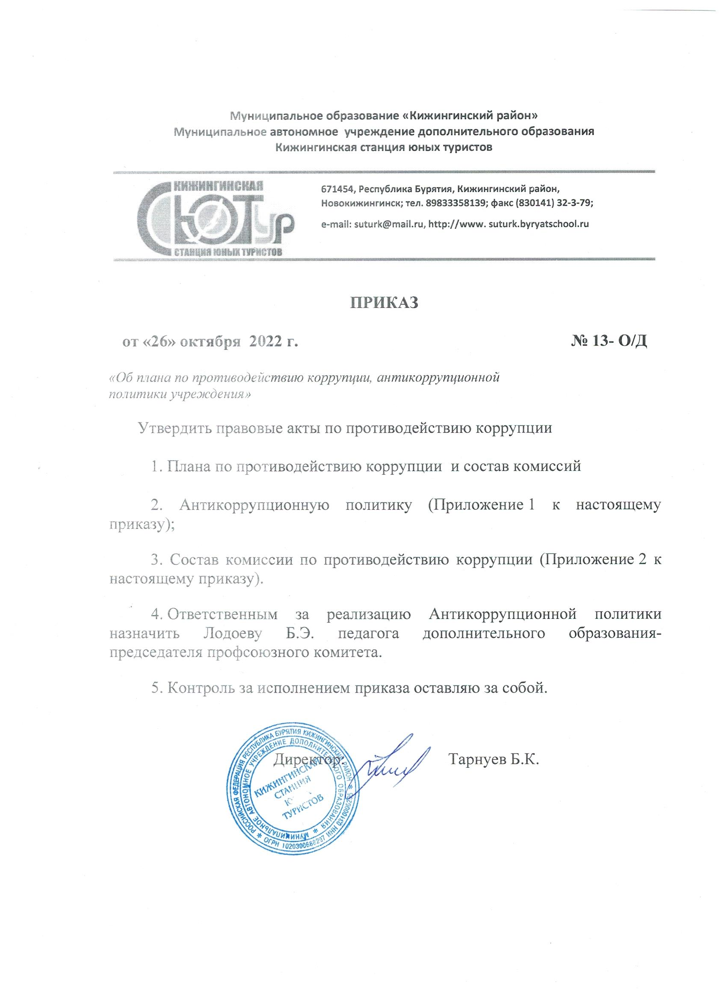 Муниципальное образование «Кижингинский район»
Муниципальное автономное  учреждение дополнительного образования
Кижингинская станция юных туристов
КИЖИНГИНСКАЯ
СЮТур
СТАНЦИЯ ЮНЫХ ТУРИСТОВ
671454, Республика Бурятия, Кижингинский район,
Новокижингинск; тел. 89833358139; факс (830141) 32-3-79;
e-mail: suturk@mail.ru, http://www. suturk.byryatschool.ru
ПРИКАЗ
от «26» октября  2022 г. № 13- О/Д
«Об плана по противодействию коррупции, антикоррупционной
политики учреждения»
Утвердить правовые акты по противодействию коррупции
1. Плана по противодействию коррупции  и состав комиссий
2. Антикоррупционную политику (Приложение 1 к настоящему
приказу);
3. Состав комиссии по противодействию коррупции (Приложение 2 к
настоящему приказу).
4. Ответственным за реализацию Антикоррупционной политики
назначить Лодоеву Б.Э. педагога дополнительного образования-
председателя профсоюзного комитета.
5. Контроль за исполнением приказа оставляю за собой.
Директор: Тарнуев Б.К.
* РОССИЙСКАЯ ФЕДЕРАЦИЯ РЕСПУБЛИКА БУРЯТИЯ КИЖИНГИНСКИЙ РАЙОН *
ОГРН 1020300688297 ИНН
* МУНИЦИПАЛЬНОЕ АВТОНОМНОЕ УЧРЕЖДЕНИЕ ДОПОЛНИТЕЛЬНОГО ОБРАЗОВАНИЯ
КИЖИНГИНСКАЯ
СТАНЦИЯ
ТУРИСТОВ